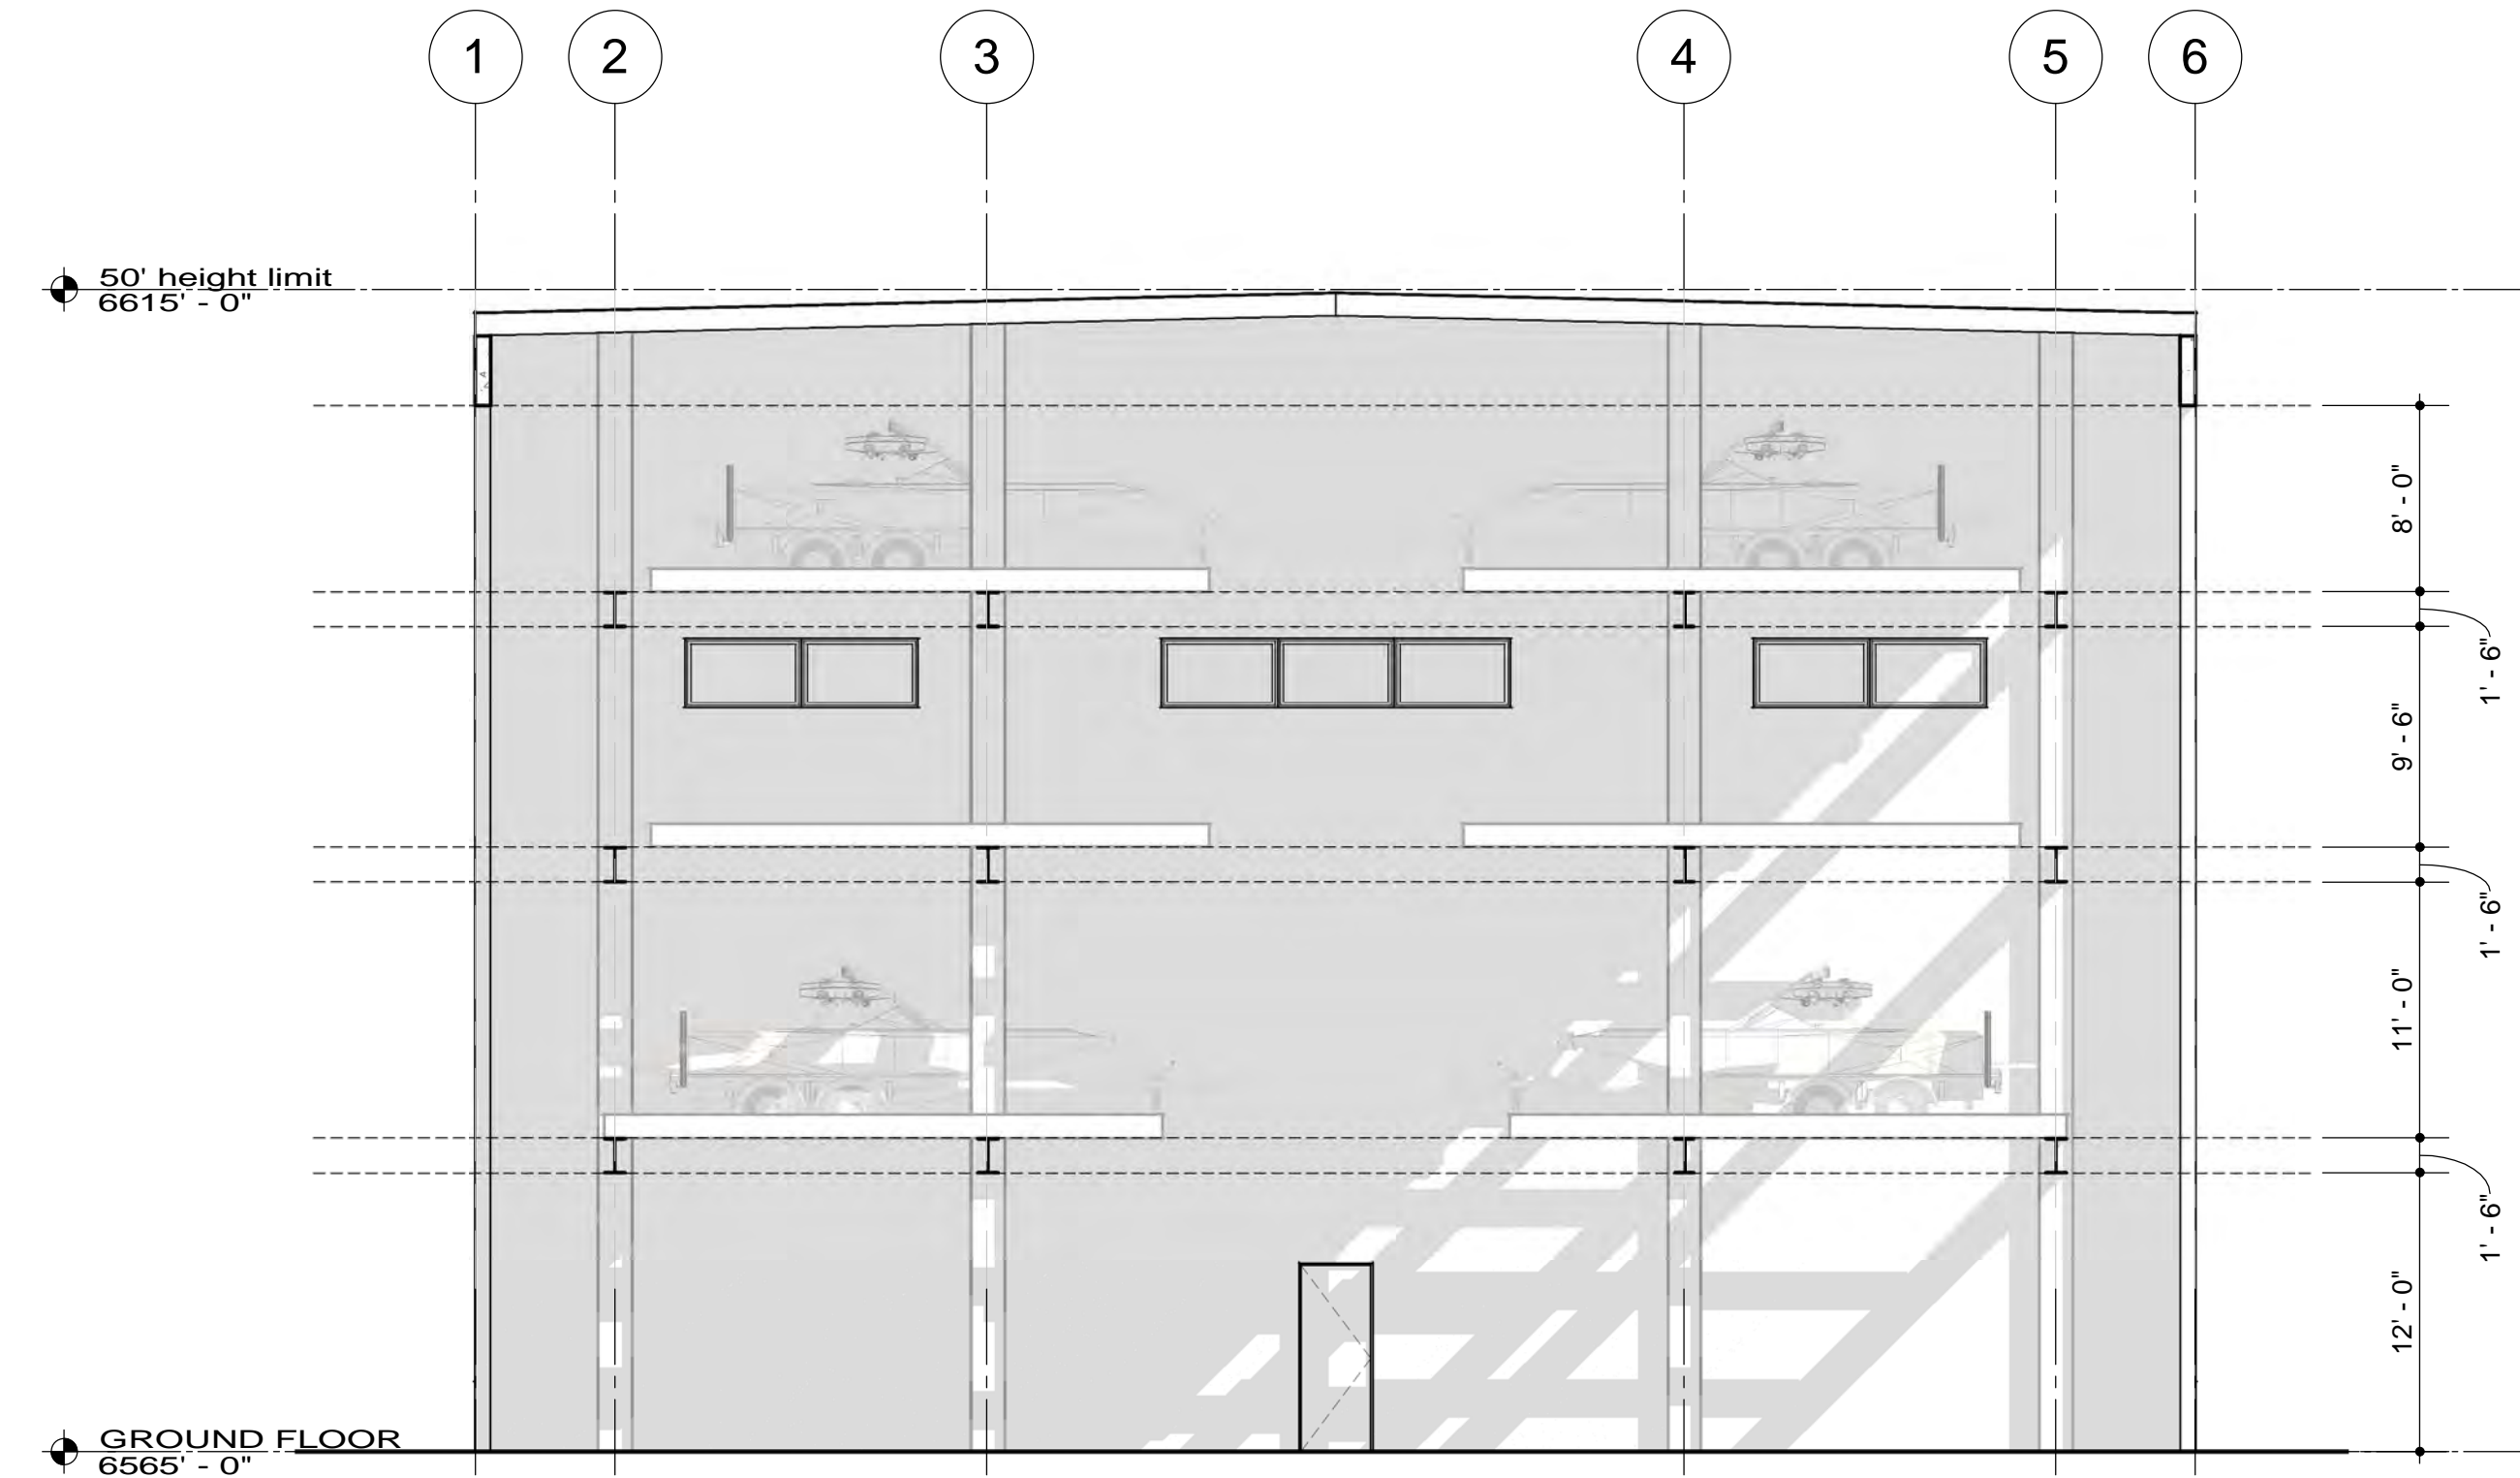 1 2 3 4 5 6
50' height limit
6615' - 0"
8' - 0"
1' - 6"
9' - 6"
1' - 6"
11' - 0"
1' - 6"
12' - 0"
GROUND FLOOR
6565' - 0"